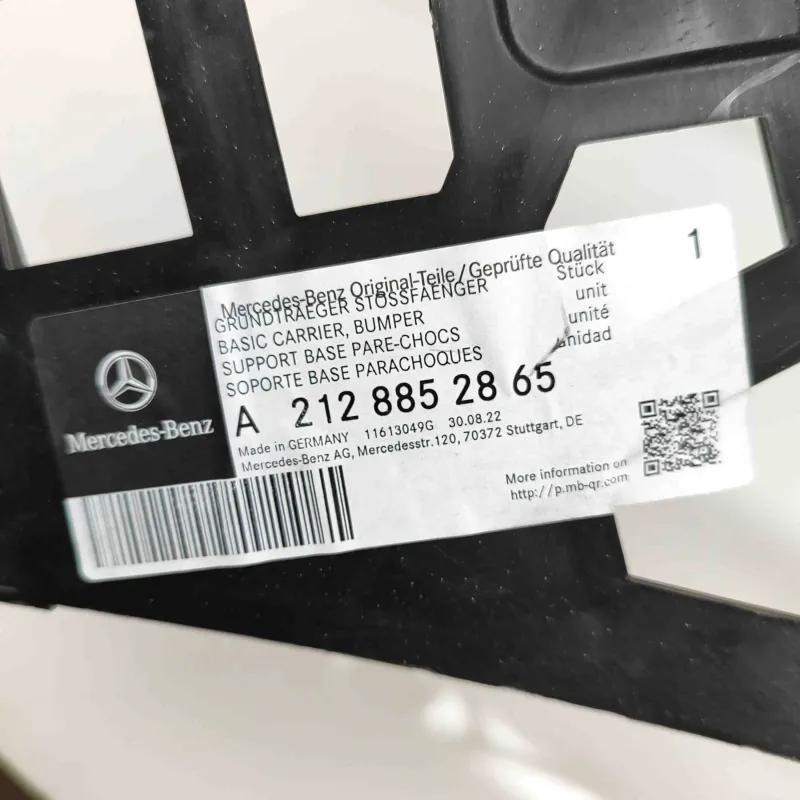 Mercedes-Benz
Mercedes-Benz Original-Teile/Geprüfte Qualität
GRUNDTRAEGER STOSSFAENGER
BASIC CARRIER, BUMPER
SUPPORT BASE PARE-CHOCS
SOPORTE BASE PARACHOQUES
Stück
unit
unité
unidad
1
A 212 885 28 65
Made in GERMANY 11613049G 30.08.22
Mercedes-Benz AG, Mercedesstr.120, 70372 Stuttgart, DE
More information on
http://p.mb-qr.com